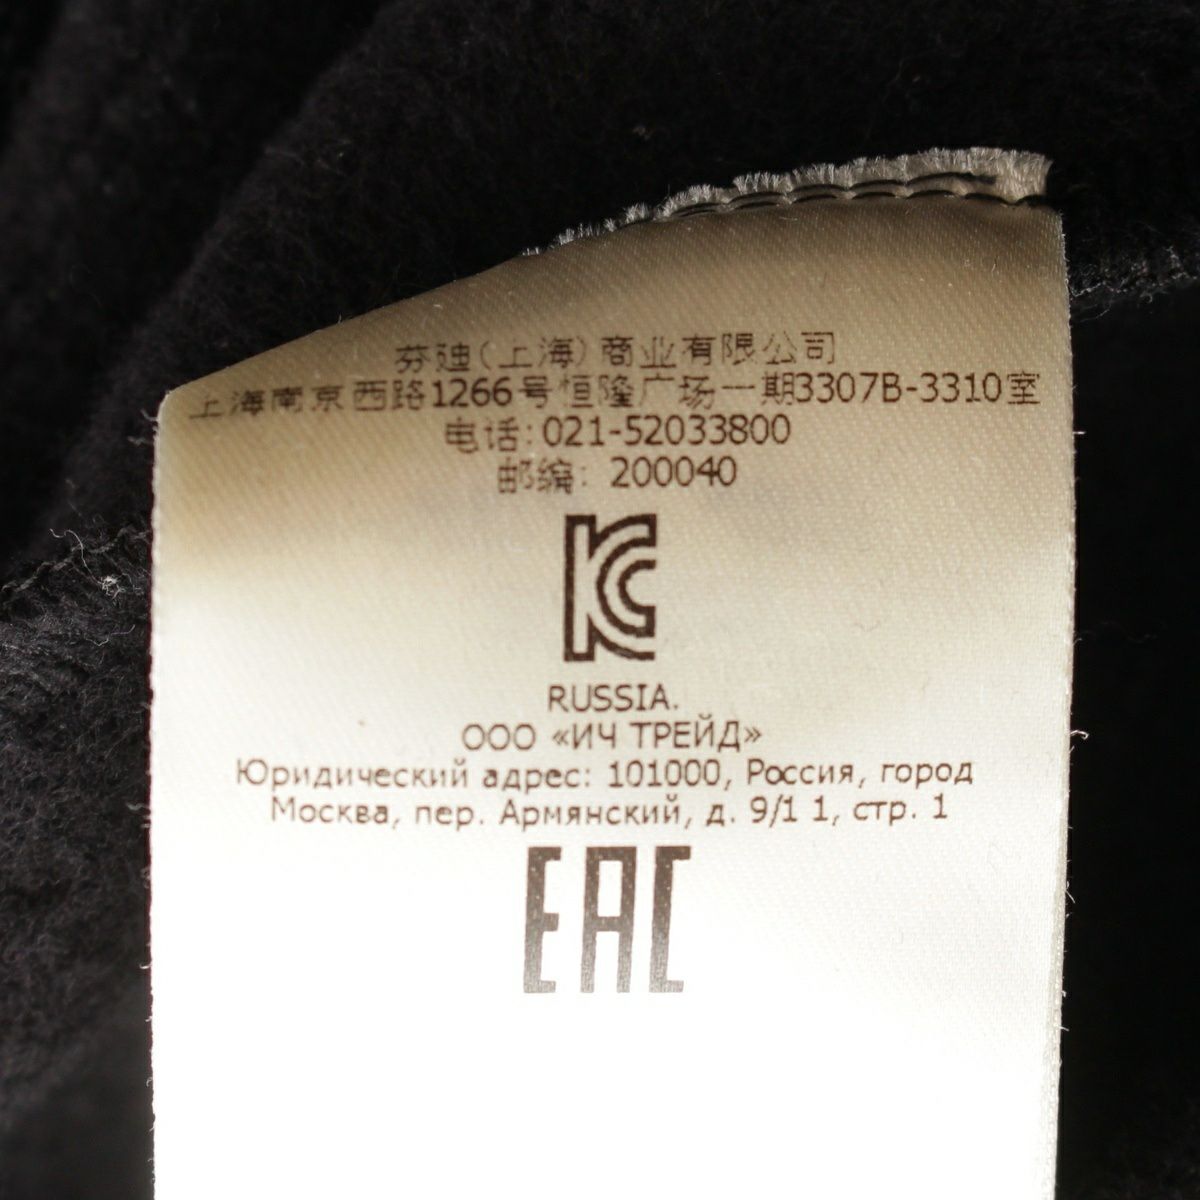 芬迪(上海)商业有限公司
上海南京西路1266号恒隆广场一期3307B-3310室
电话:021-52033800
邮编: 200040
KC
RUSSIA.
ООО «ИЧ ТРЕЙД»
Юридический адрес: 101000, Россия, город
Москва, пер. Армянский, д. 9/1 1, стр. 1
EAC